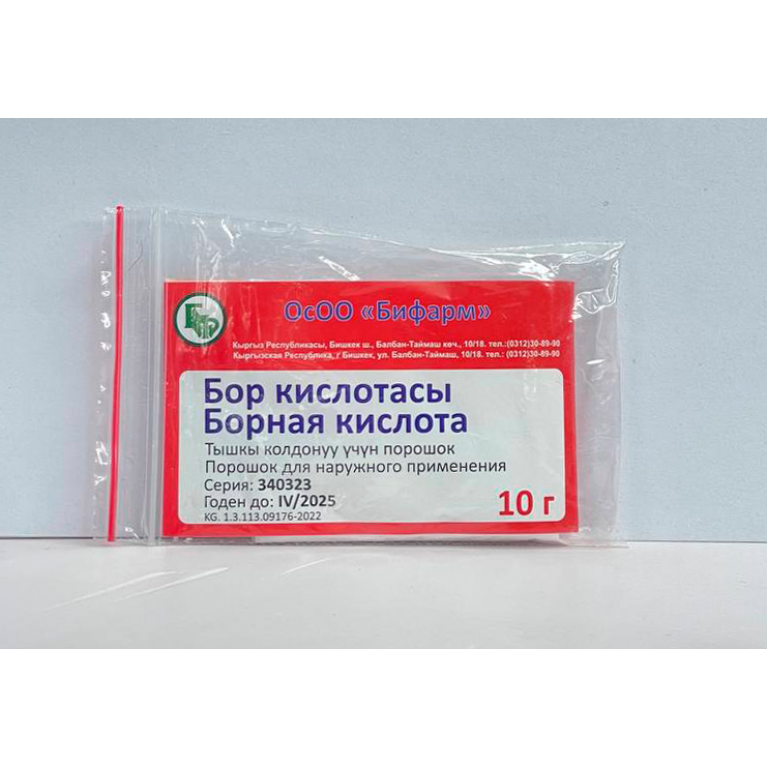 ОсОО «Бифарм»
Кыргыз Республикасы, Бишкек ш., Балбан-Таймаш көч., 10/18. тел.:(0312)30-89-90
Кыргызская Республика, г Бишкек, ул. Балбан-Таймаш, 10/18. тел.: (0312)30-89-90
Бор кислотасы
Борная кислота
Тышкы колдонуу үчүн порошок
Порошок для наружного применения
Серия: 340323
Годен до: IV/2025
KG. 1.3.113.09176-2022
10 г